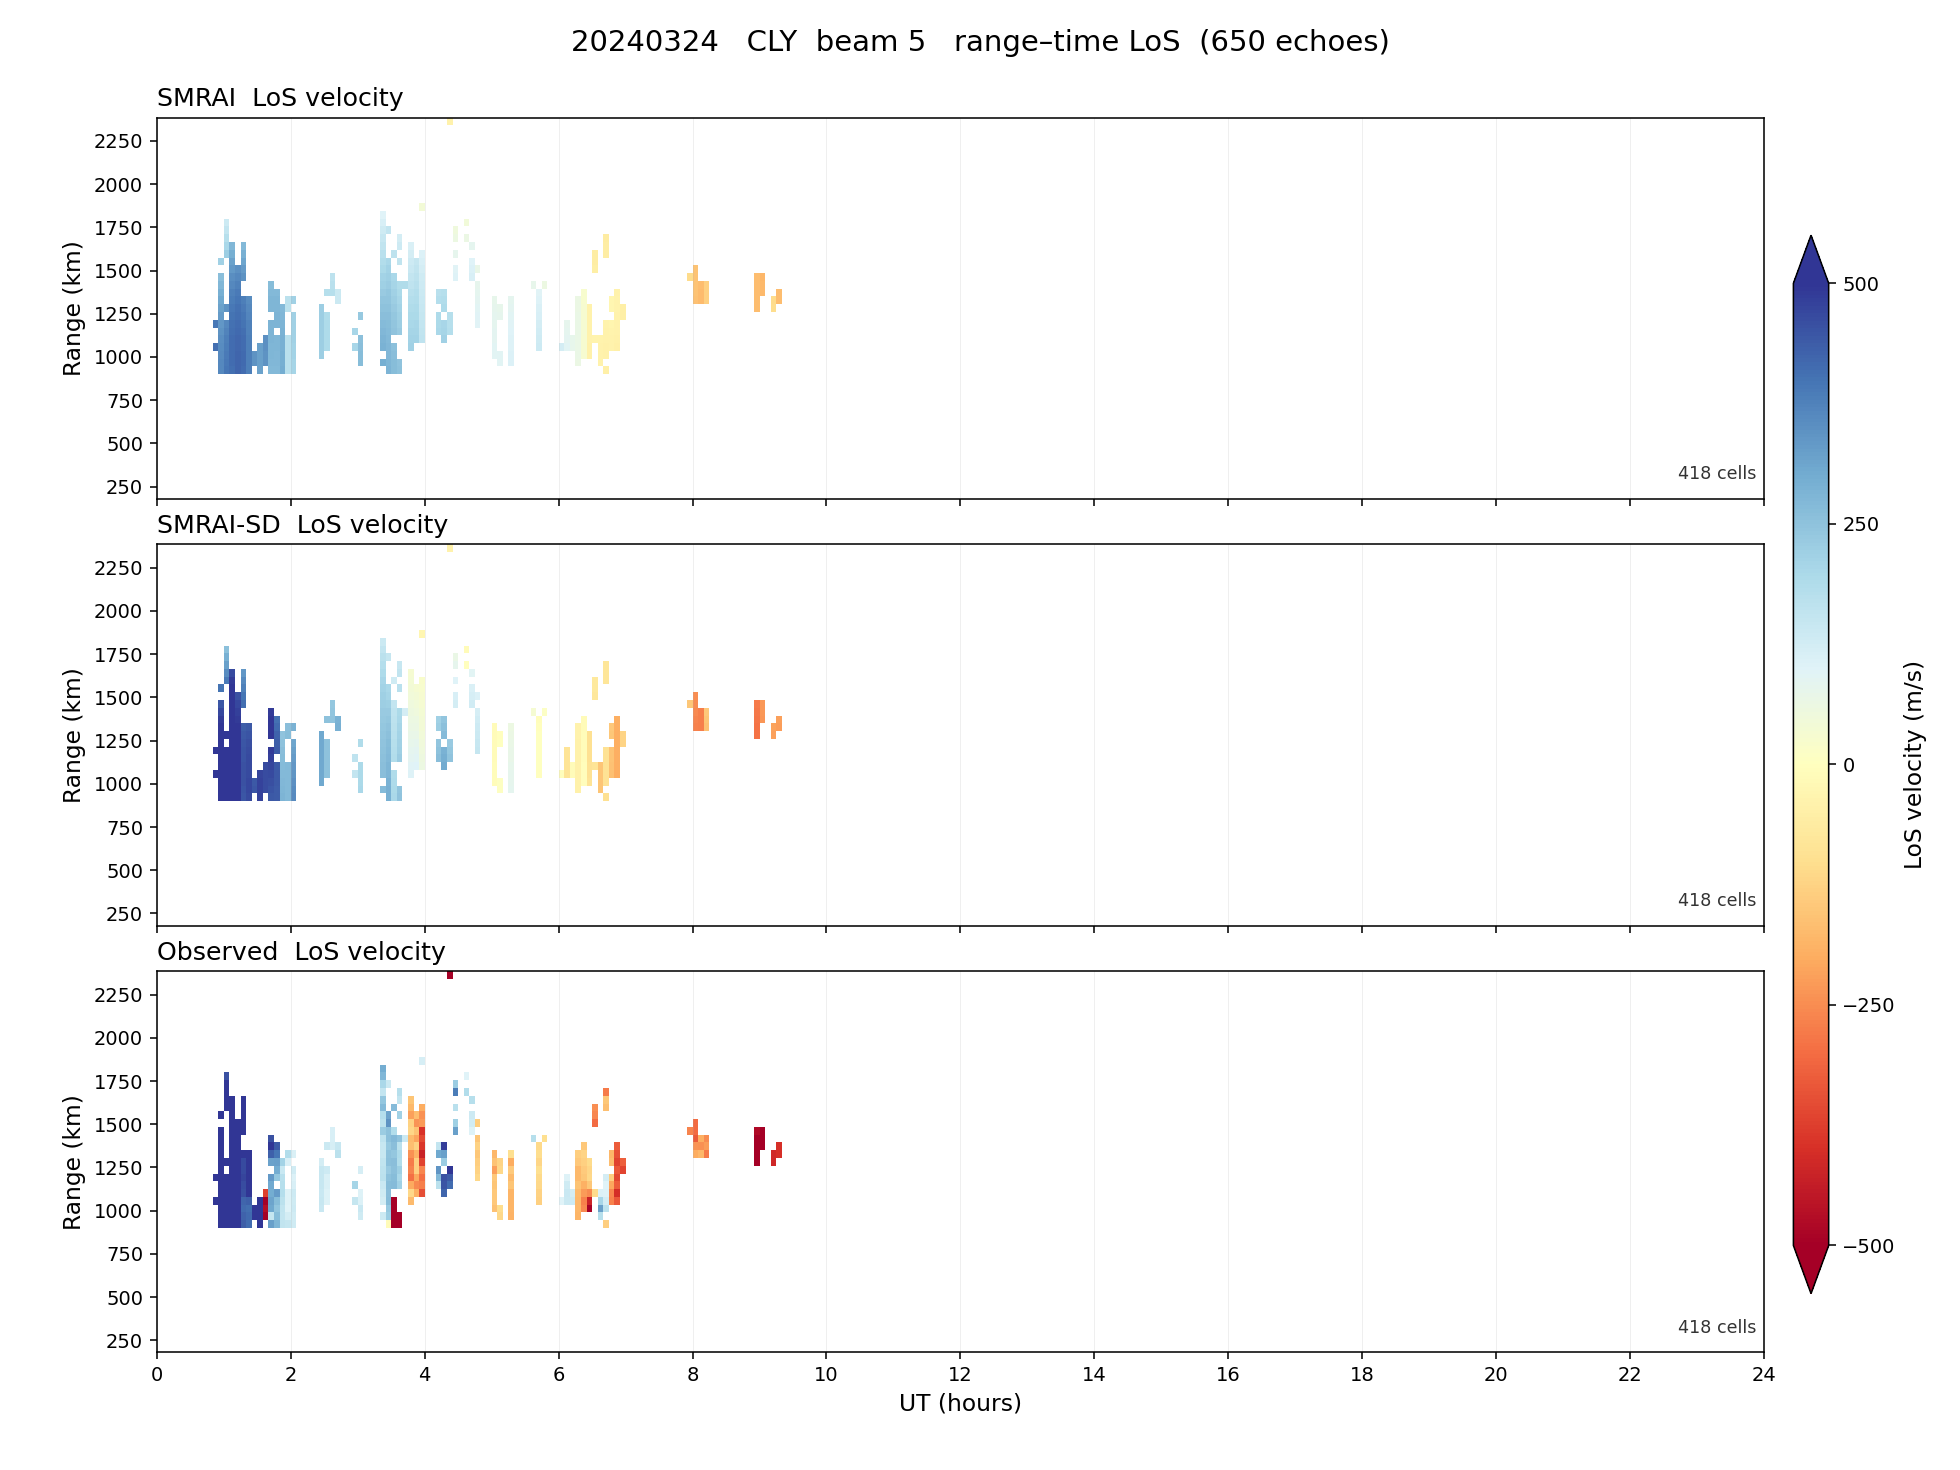 20240324   CLY  beam 5   range–time LoS  (650 echoes)
SMRAI  LoS velocity
2250
2000
1750
1500
1250
1000
750
500
250
Range (km)
418 cells
SMRAI-SD  LoS velocity
2250
2000
1750
1500
1250
1000
750
500
250
Range (km)
418 cells
Observed  LoS velocity
2250
2000
1750
1500
1250
1000
750
500
250
Range (km)
418 cells
0 2 4 6 8 10 12 14 16 18 20 22 24
UT (hours)
500
250
0
−250
−500
LoS velocity (m/s)